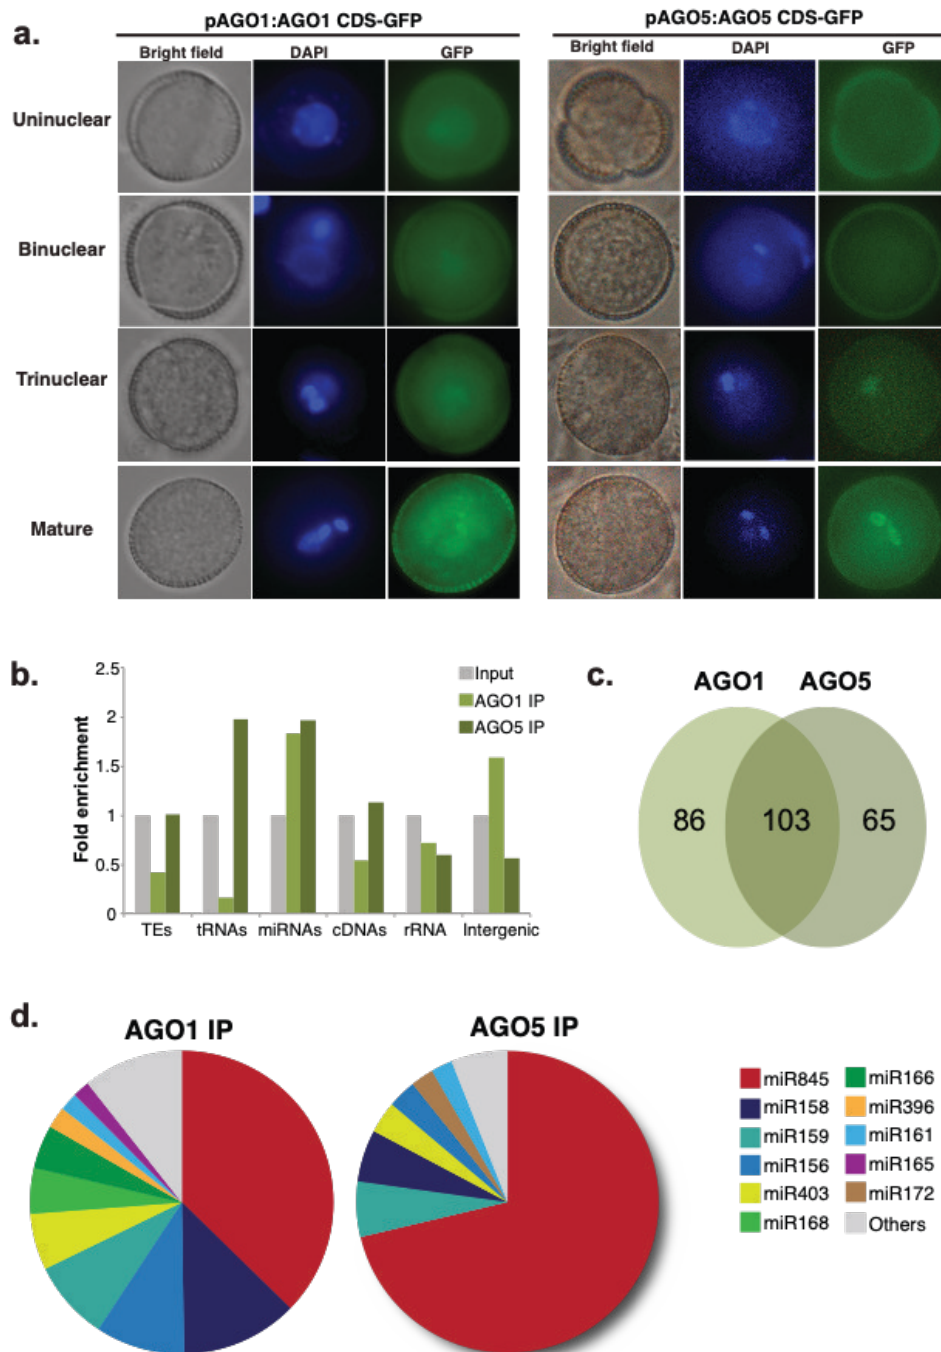 a.
pAGO1:AGO1 CDS-GFP
pAGO5:AGO5 CDS-GFP
Bright field DAPI GFP
Bright field DAPI GFP
Uninuclear
Binuclear
Trinuclear
Mature
b.
Fold enrichment
2.5
2
1.5
1
0.5
0
Input
AGO1 IP
AGO5 IP
TEs tRNAs miRNAs cDNAs rRNA Intergenic
c.
AGO1 AGO5
86 103 65
d.
AGO1 IP
AGO5 IP
miR845 miR166
miR158 miR396
miR159 miR161
miR156 miR165
miR403 miR172
miR168 Others